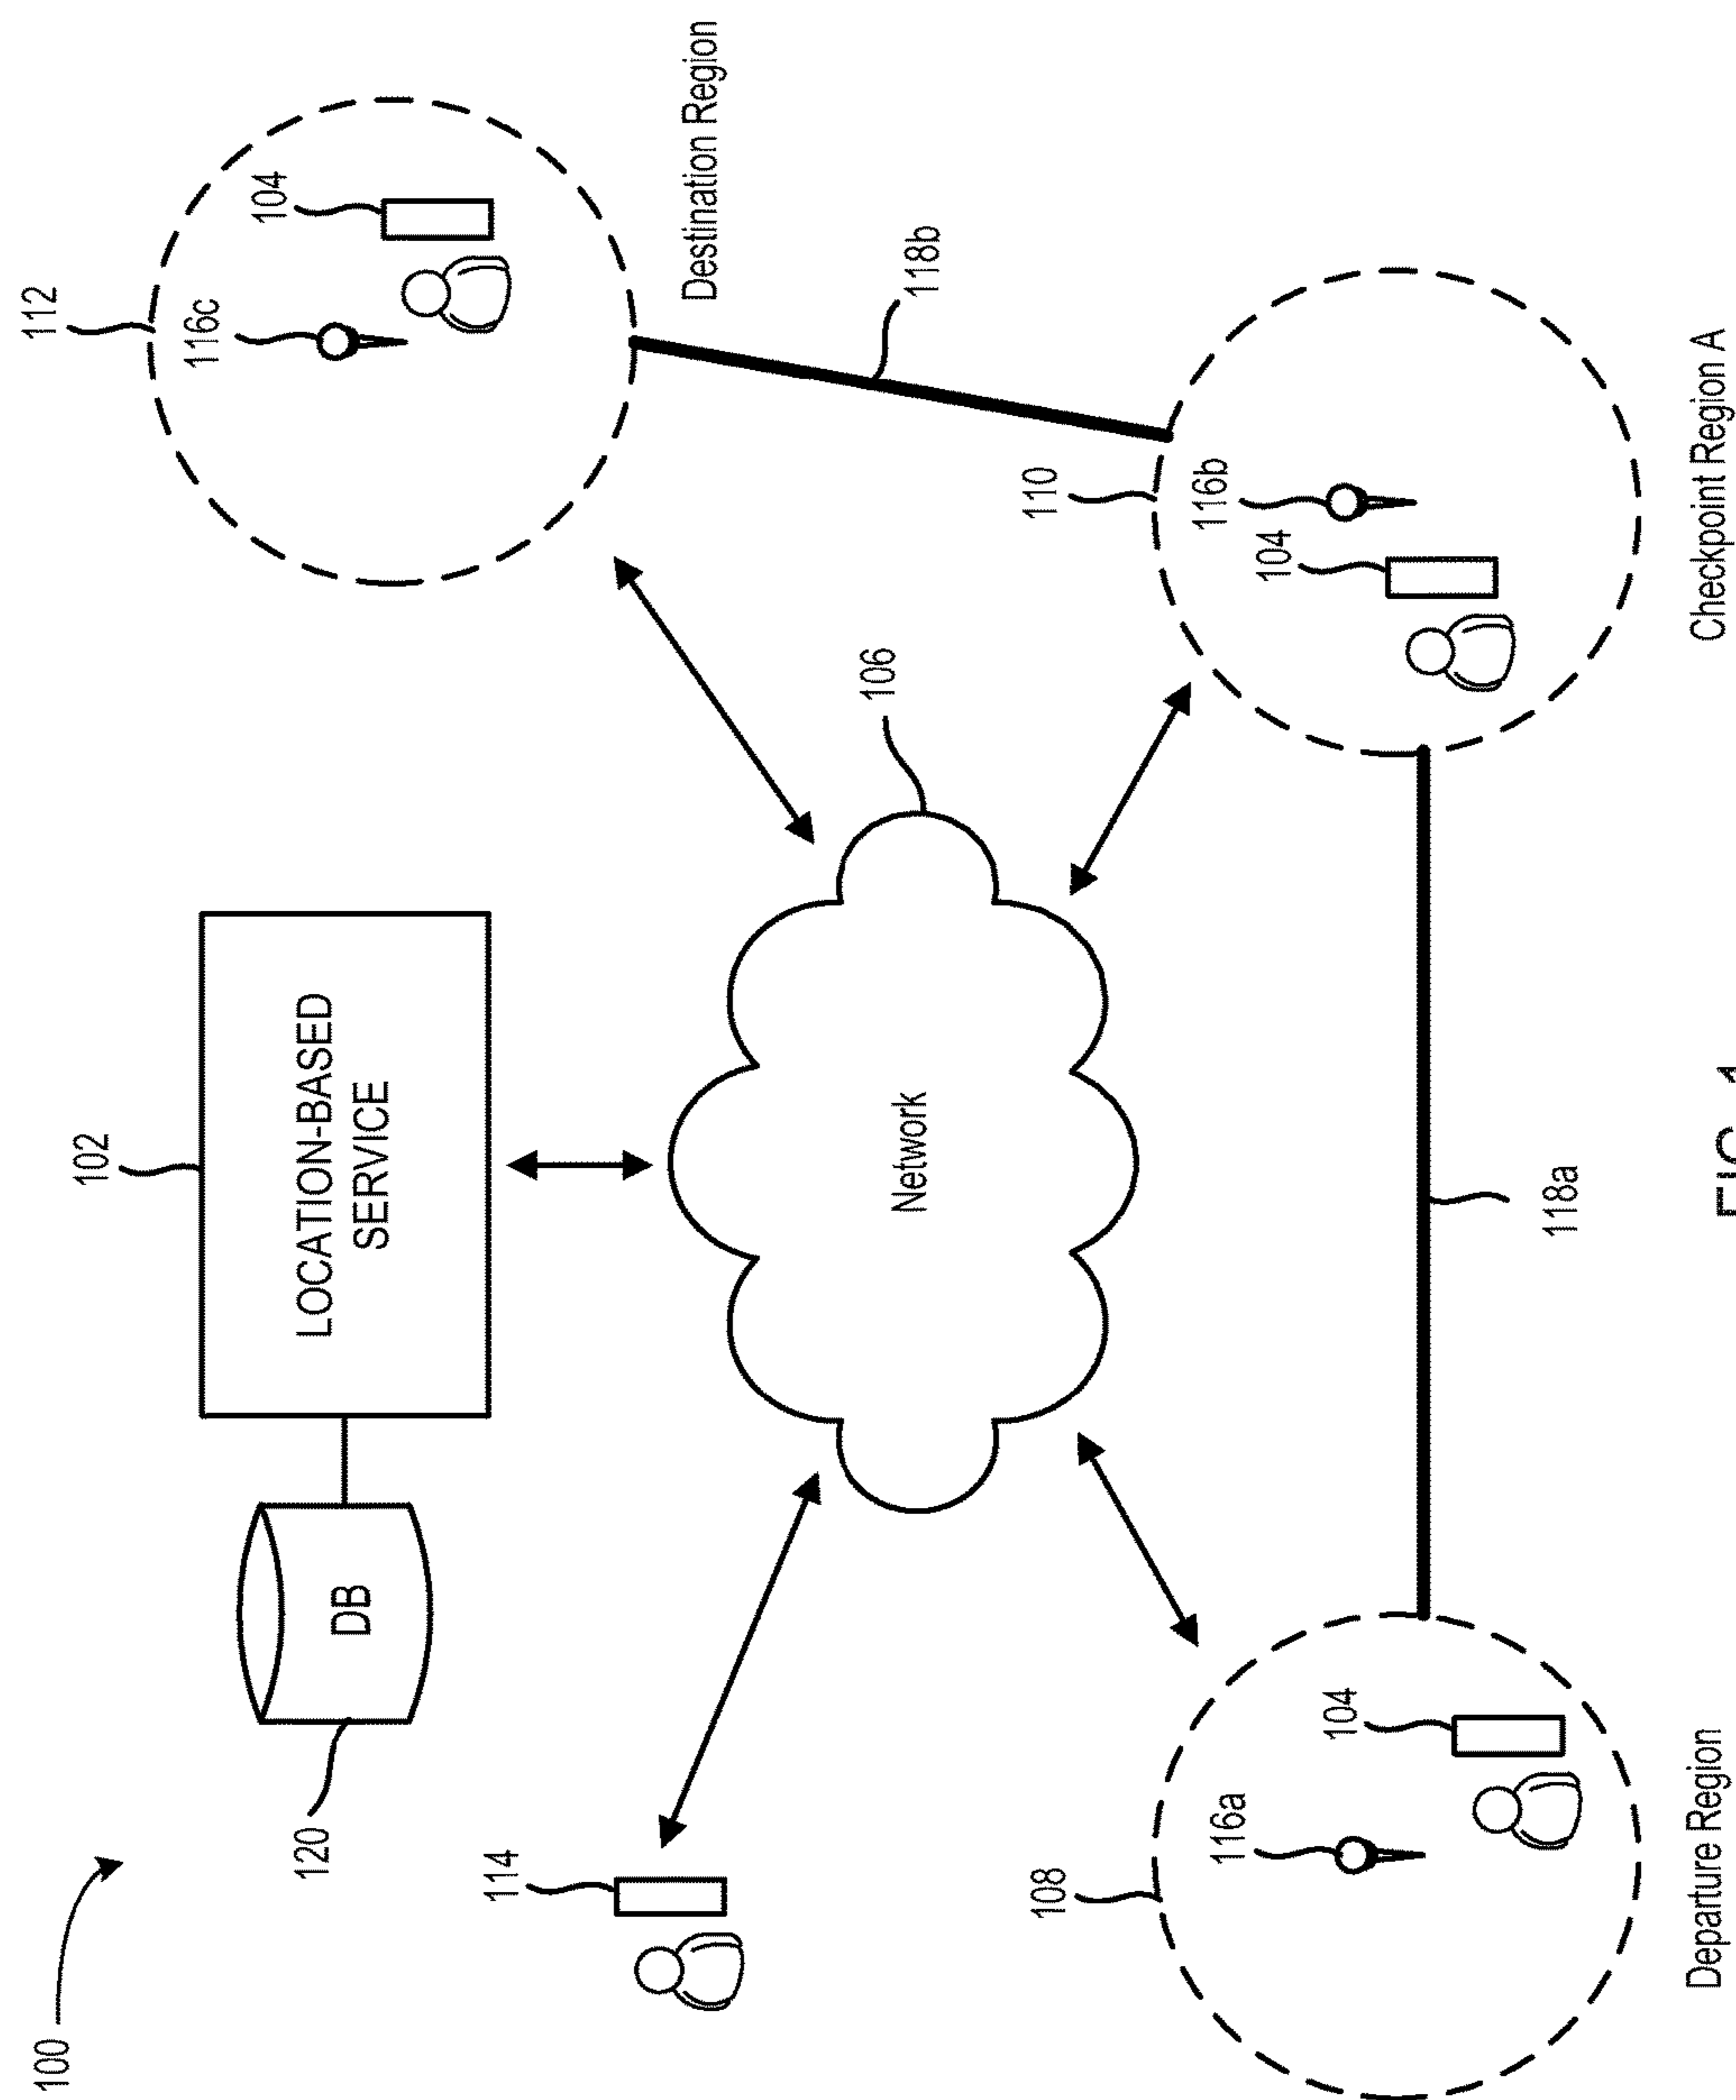 100
120
DB
102
LOCATION-BASED
SERVICE
112
116c
104
Destination Region
114
106
Network
118b
108
116a
104
Departure Region
118a
110
116b
104
Checkpoint Region A